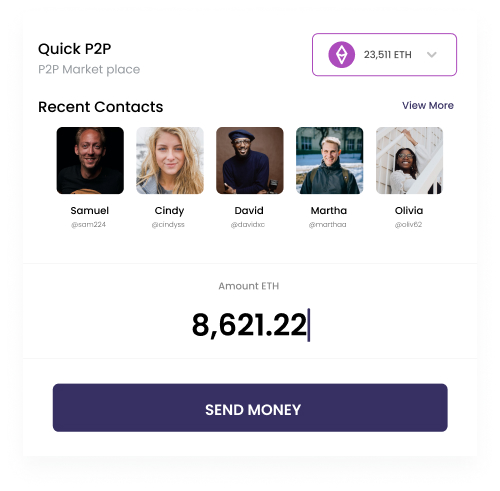 Quick P2P
P2P Market place
23,511 ETH
Recent Contacts
View More
Samuel
Cindy
David
Martha
Olivia
@sam224
@cindyss
@davidxc
@marthaa
@oliv62
Amount ETH
8,621.22
SEND MONEY